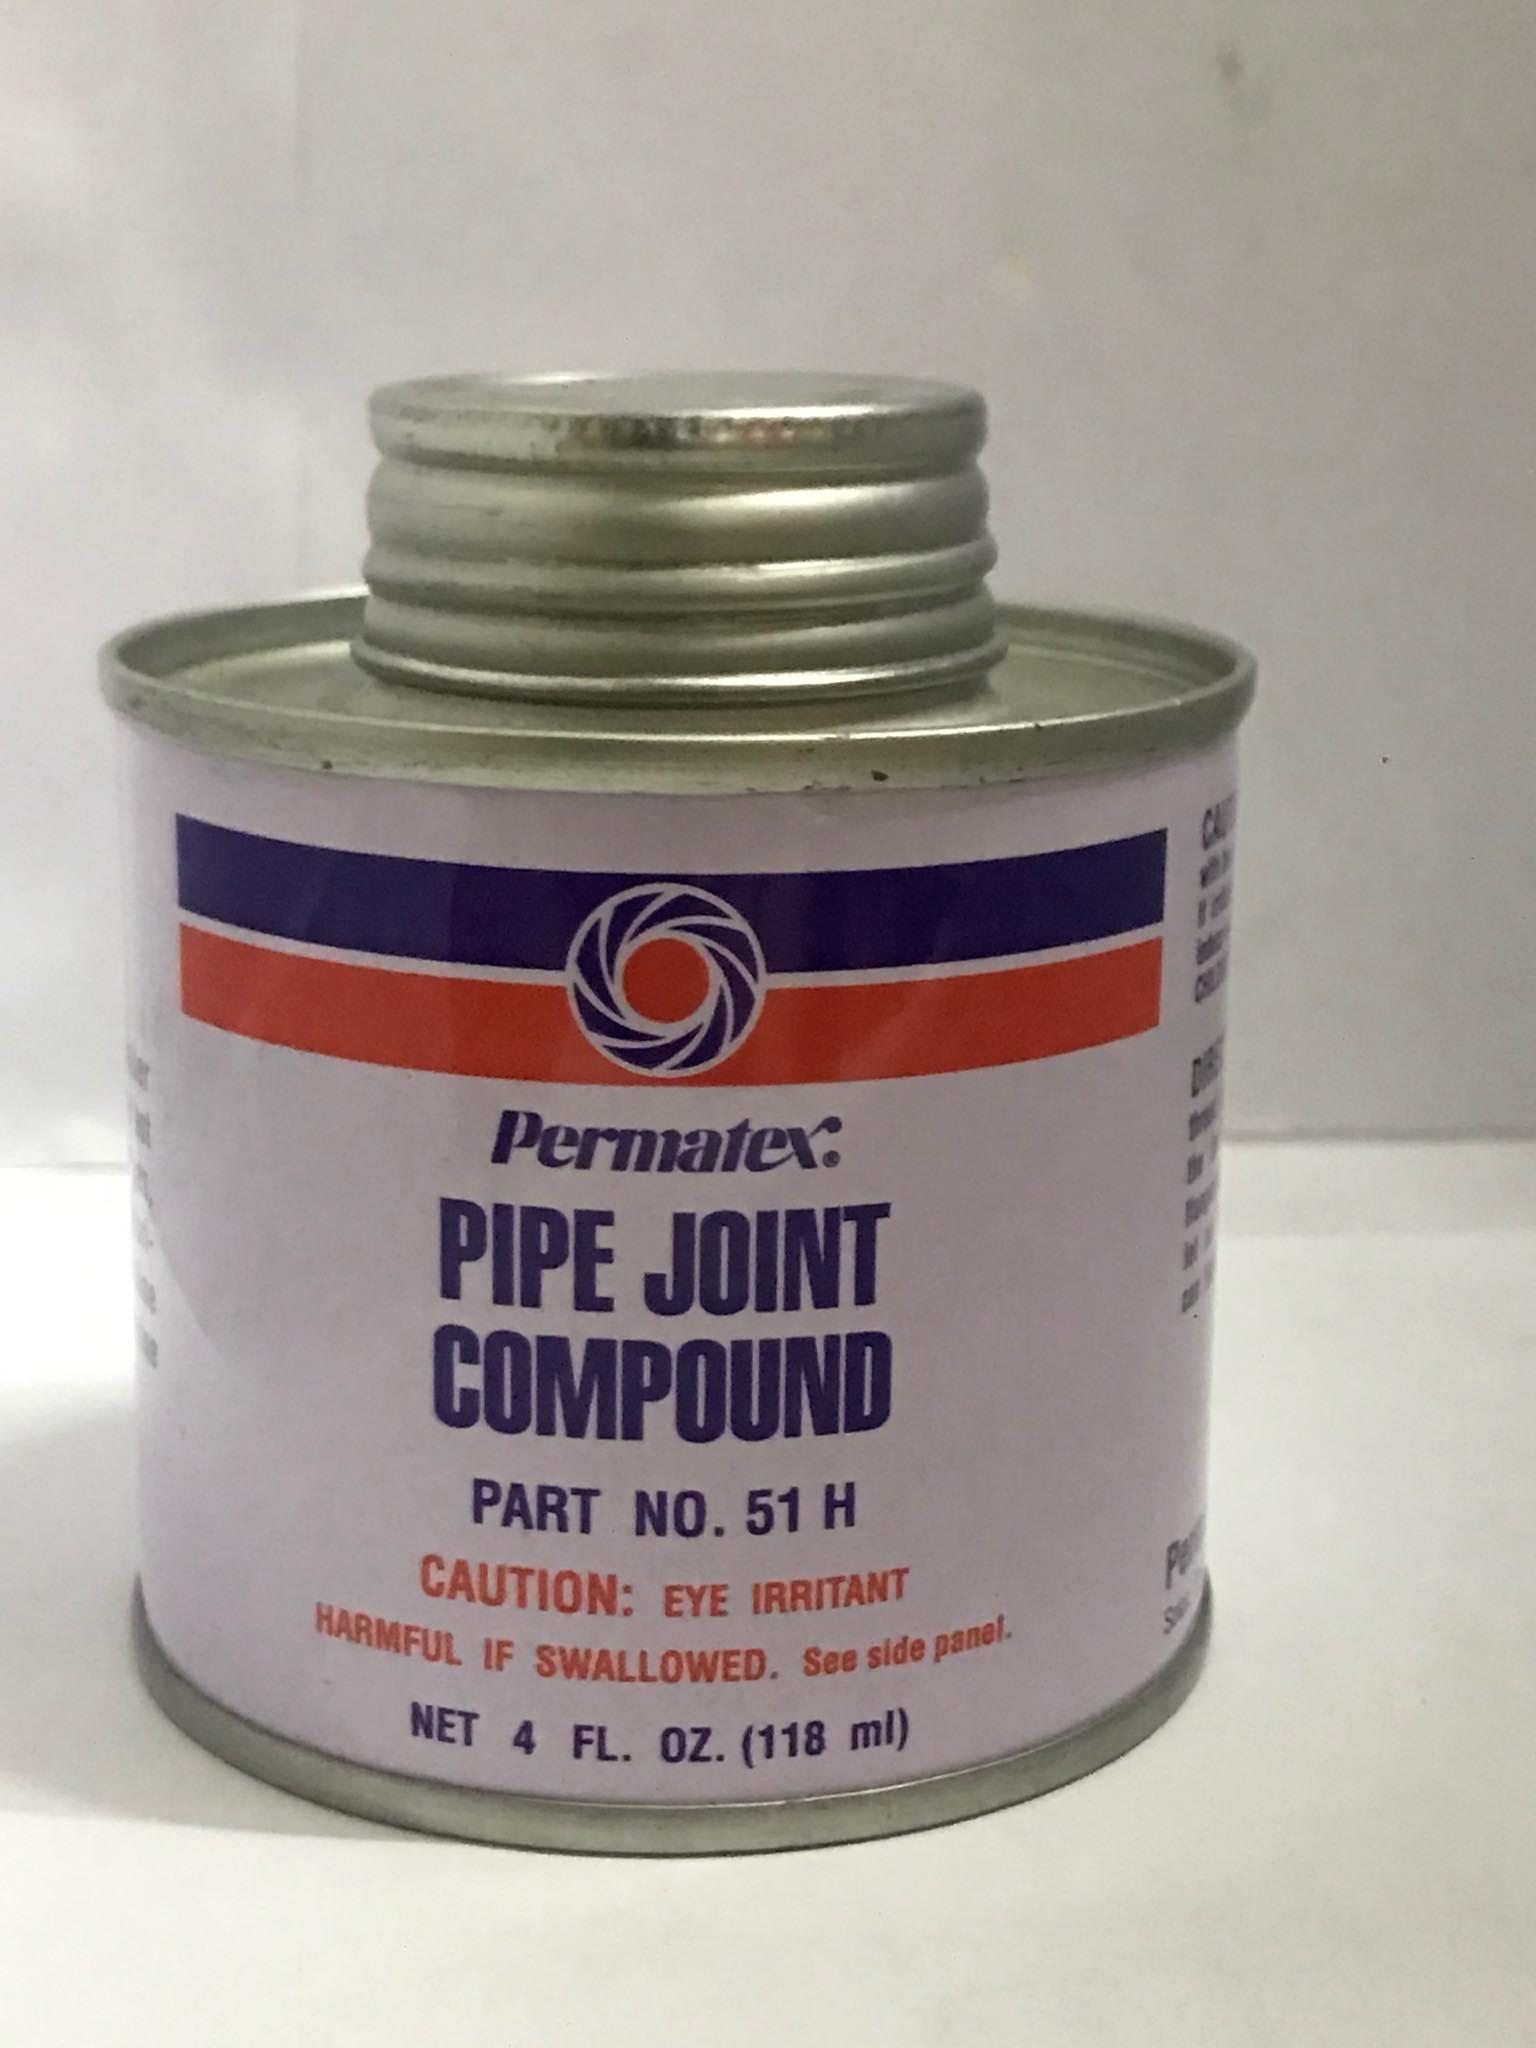 Permatex®
PIPE JOINT
COMPOUND
PART NO. 51 H
CAUTION: EYE IRRITANT
HARMFUL IF SWALLOWED. See side panel.
NET 4 FL. OZ. (118 ml)